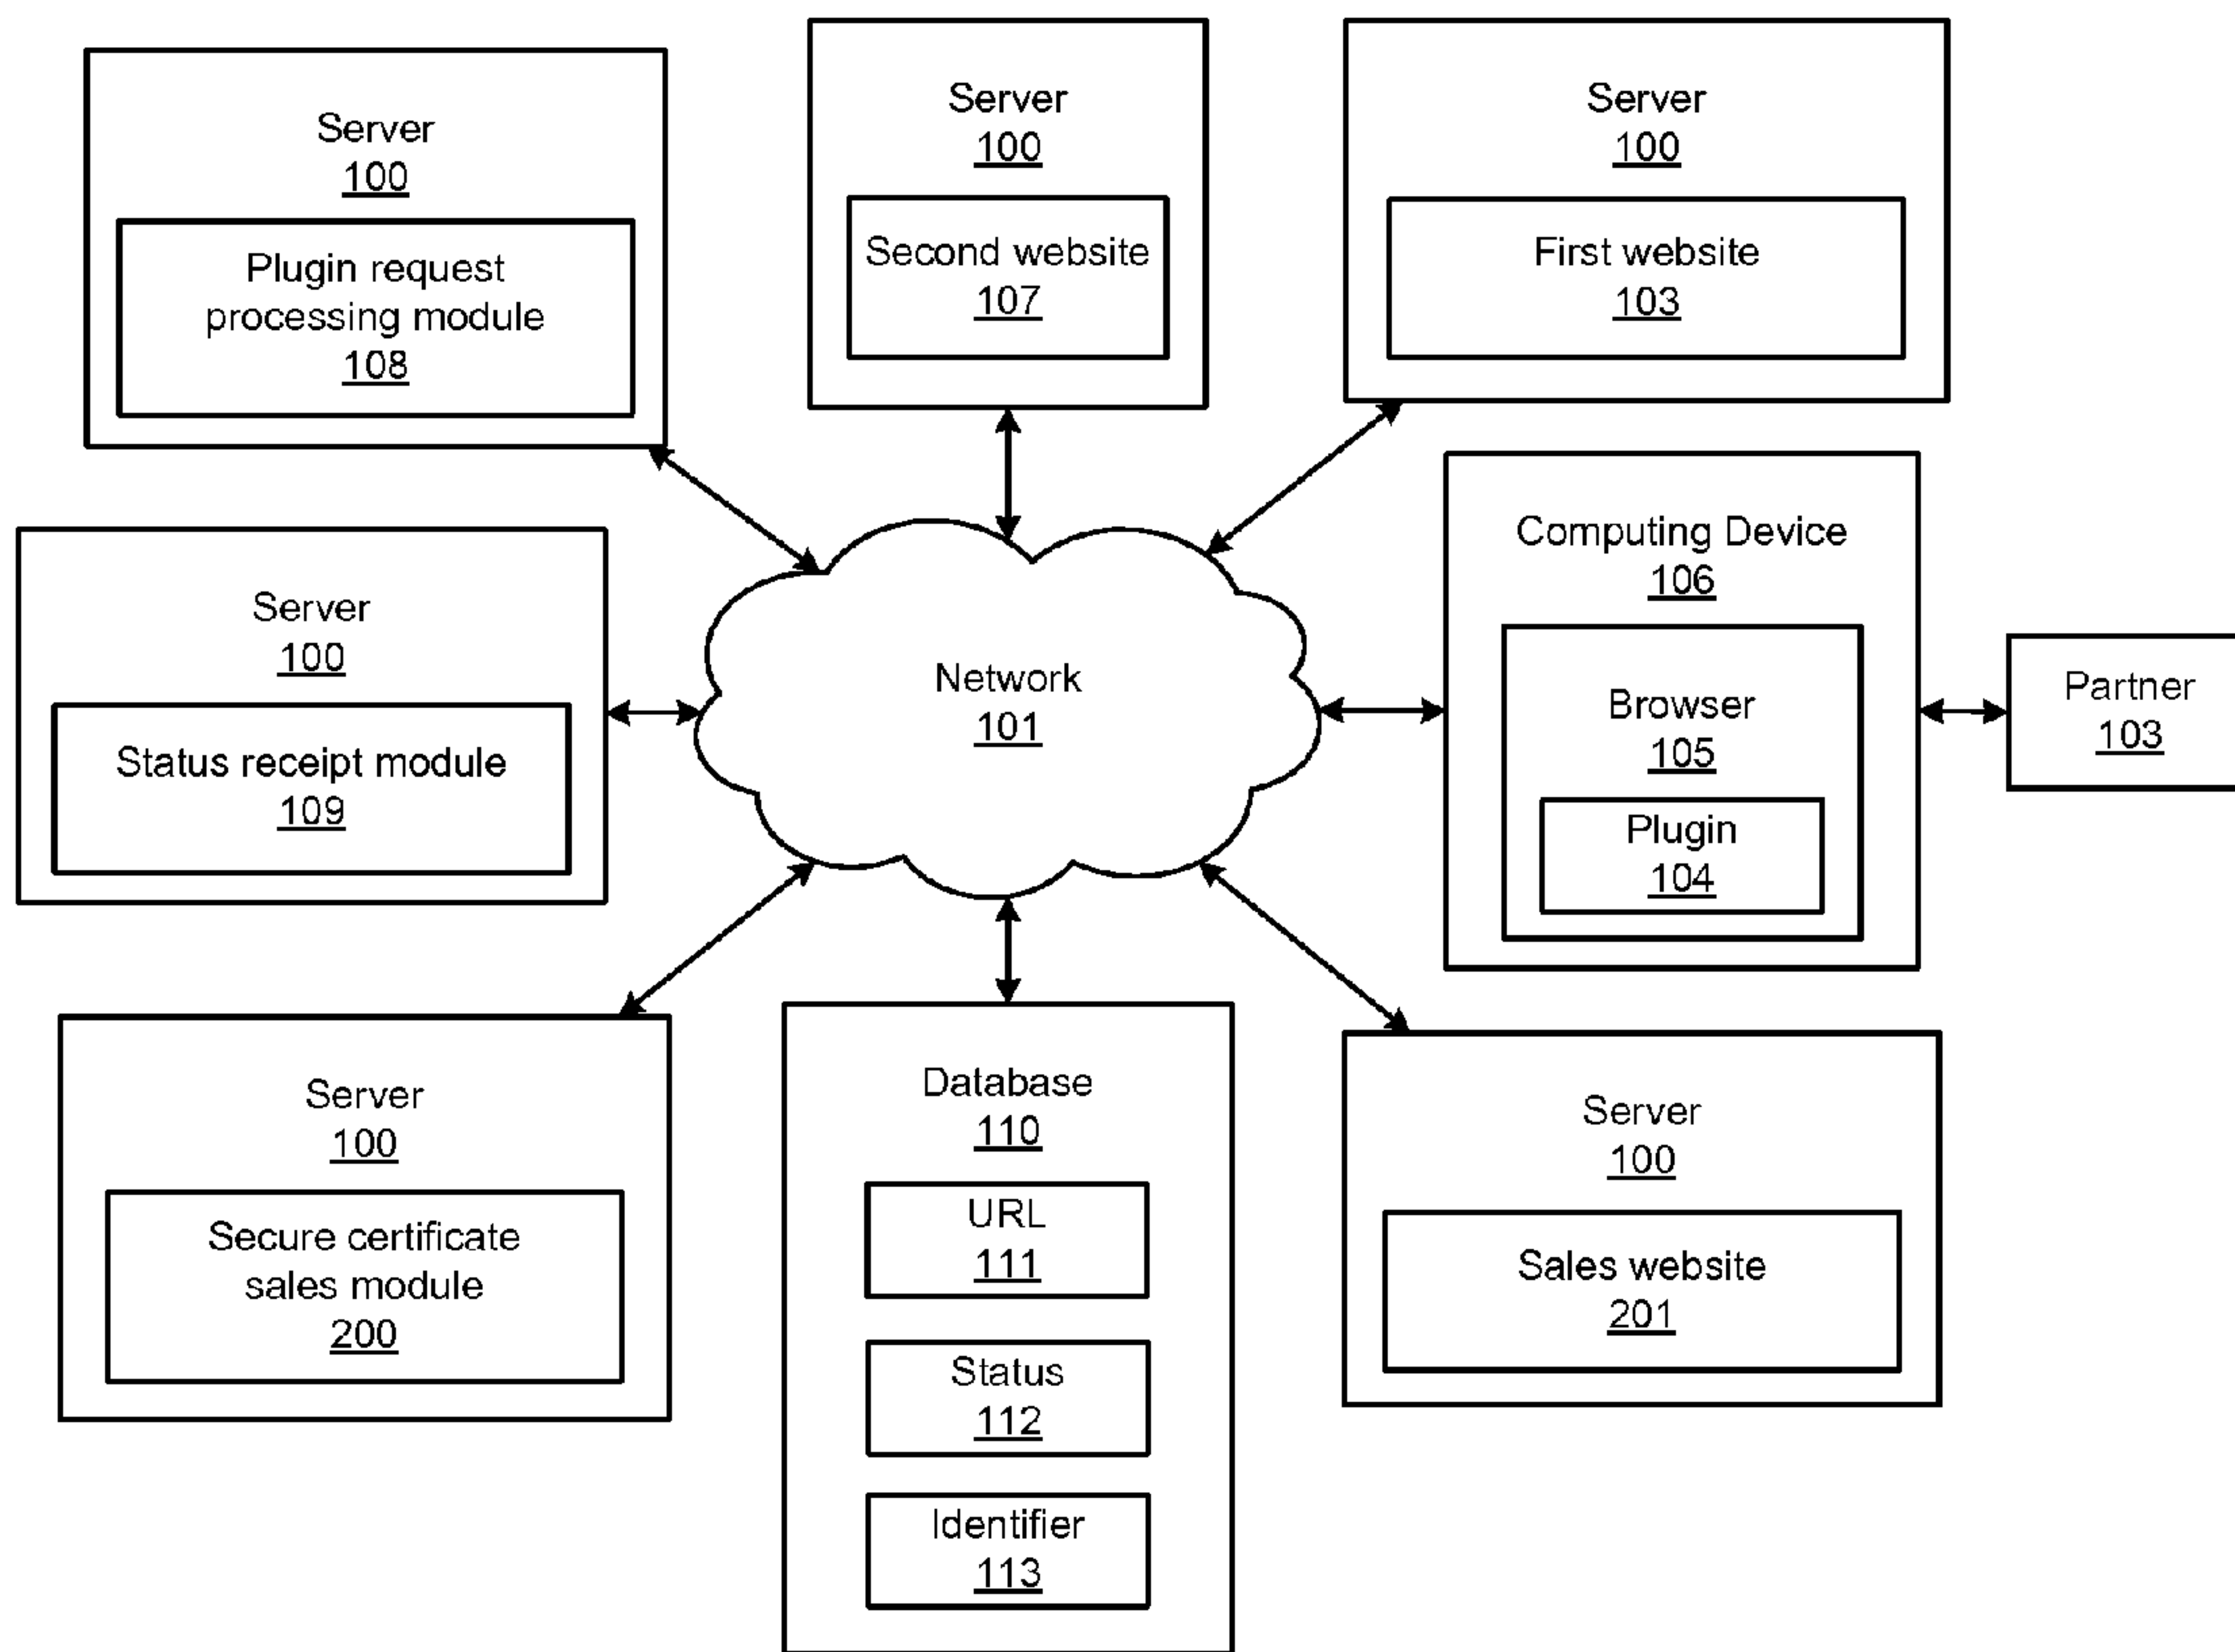 Server
100
Plugin request
processing module
108
Server
100
Second website
107
Server
100
First website
103
Server
100
Status receipt module
109
Network
101
Computing Device
106
Browser
105
Plugin
104
Partner
103
Server
100
Secure certificate
sales module
200
Database
110
URL
111
Status
112
Identifier
113
Server
100
Sales website
201